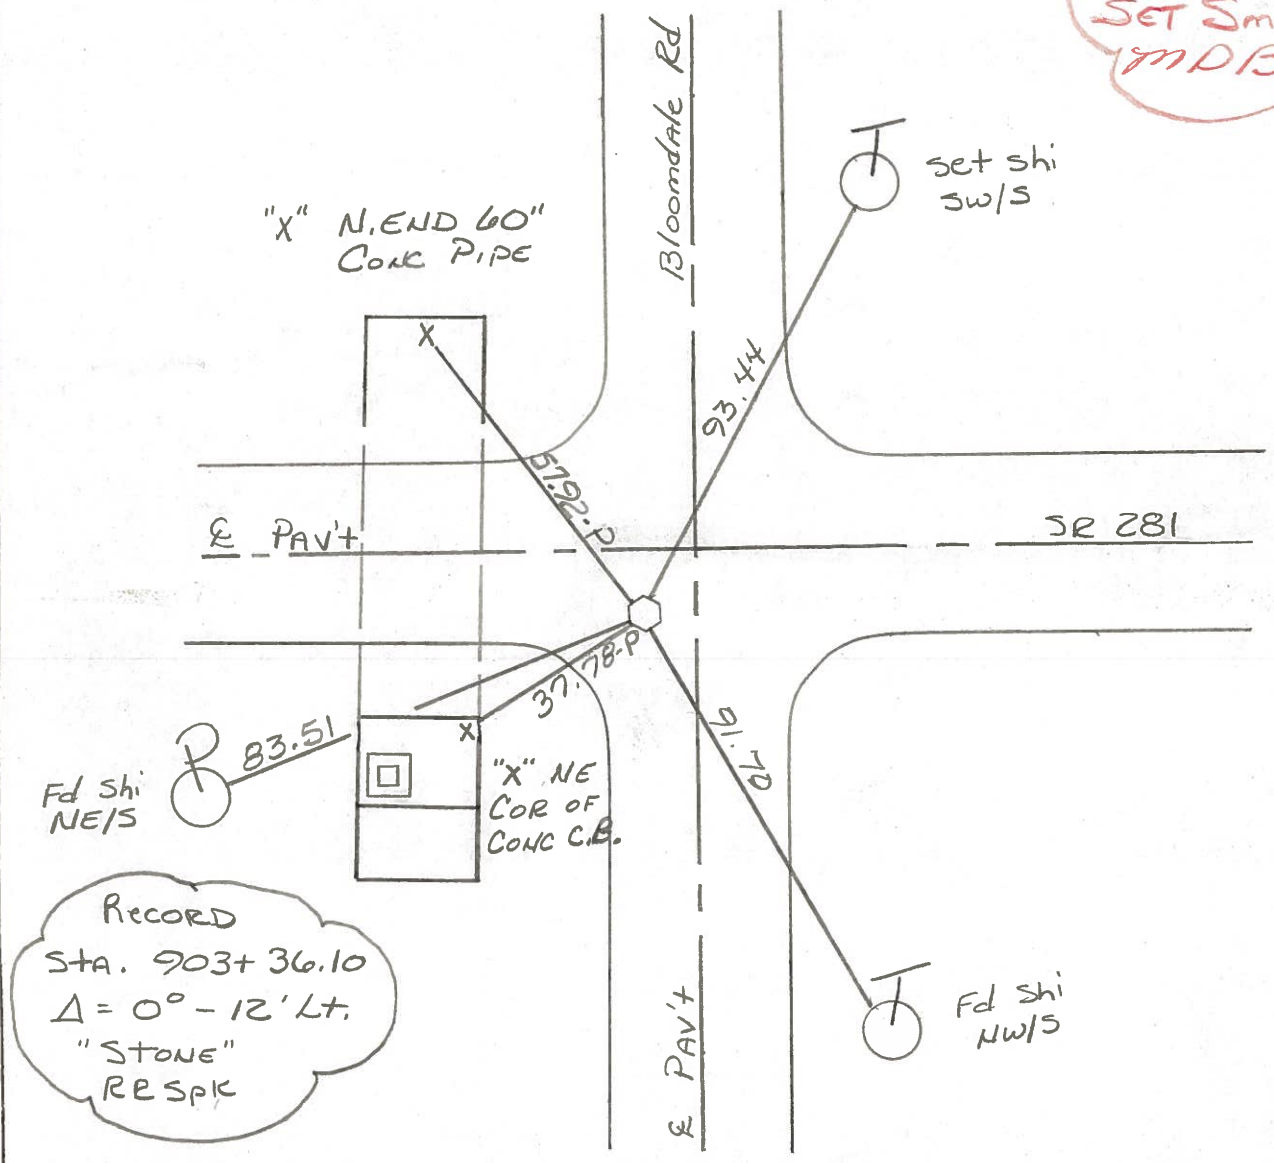 SET Sm
MDB
Bloomdale Rd
set shi
SW/S
"X" N. END 60"
CONC PIPE
93.44
57.92-P
℄ PAV't
SR 281
37.78-P
83.51
91.70
Fd Shi
NE/S
X
X
"X" NE
COR OF
CONC C.B.
RECORD
STA. 903+36.10
Δ = 0° - 12' Lt.
"STONE"
RR SPK
Fd Shi
NW/S
℄ PAV't